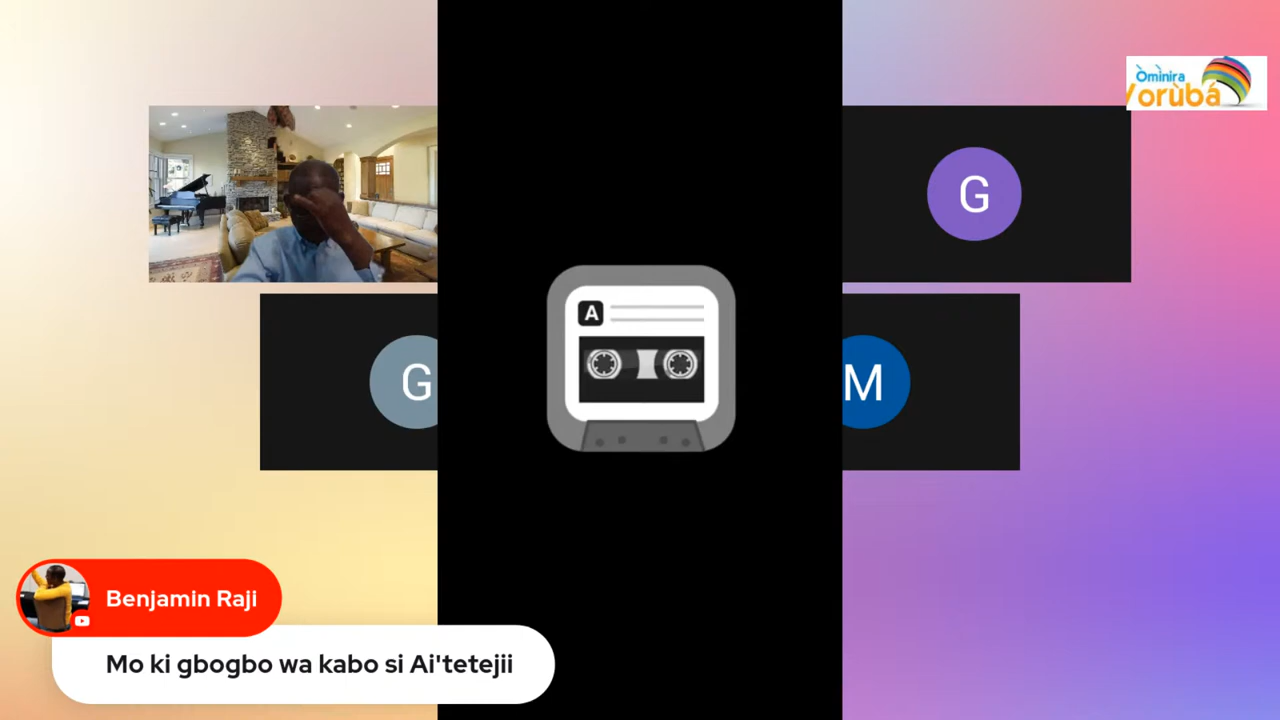 Òmìnira
Yorùbá
G
A
G
M
Benjamin Raji
Mo ki gbogbo wa kabo si Ai'tetejii